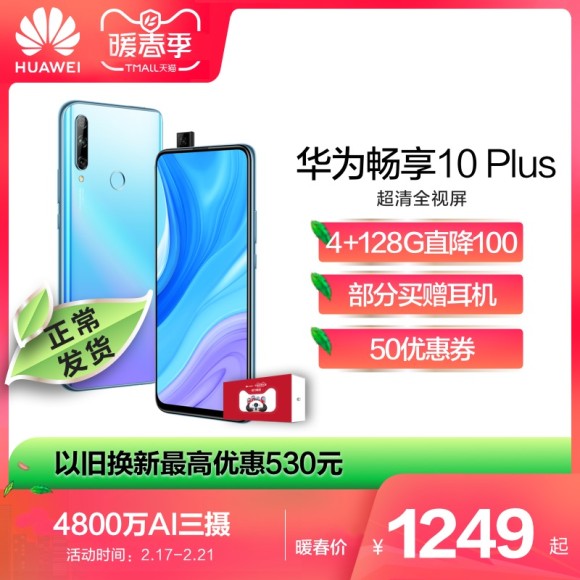 HUAWEI
暖春季
TMALL天猫
华为畅享10 Plus
超清全视屏
4+128G直降100
部分买赠耳机
50优惠券
正常
发货
以旧换新最高优惠530元
4800万AI三摄
活动时间：2.17-2.21
暖春价 ¥1249起